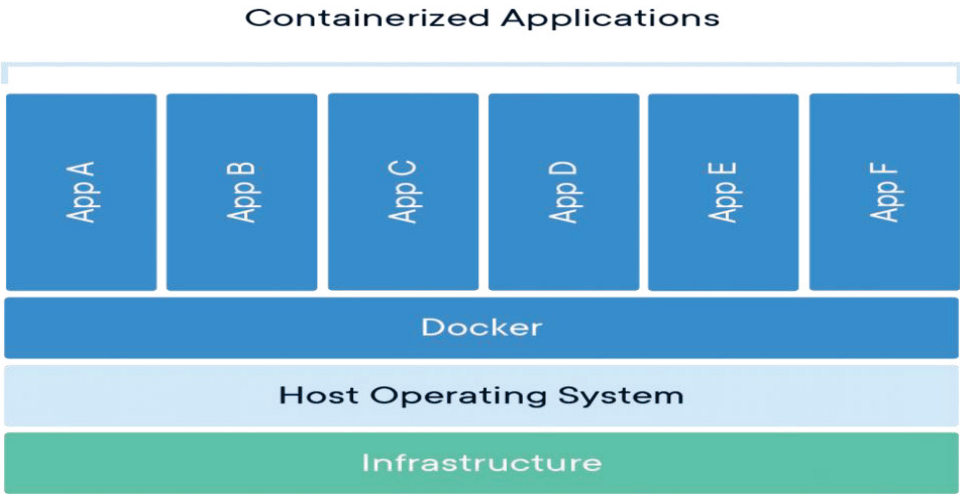 Containerized Applications
App A
App B
App C
App D
App E
App F
Docker
Host Operating System
Infrastructure